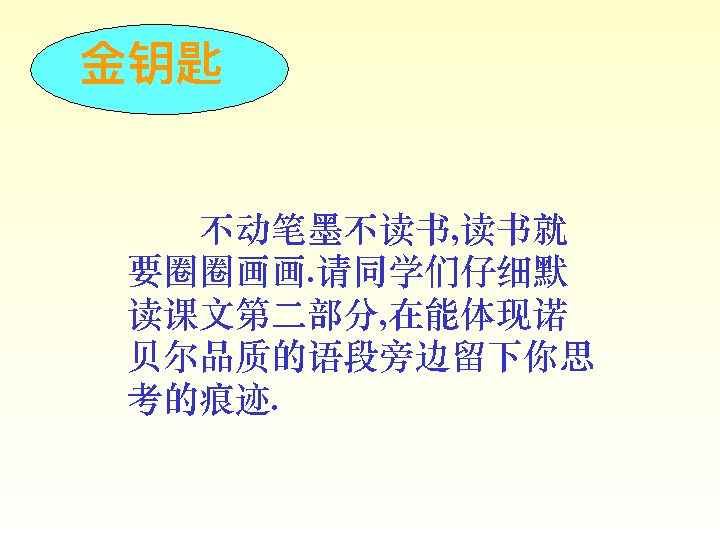 金钥匙
不动笔墨不读书,读书就
要圈圈画画.请同学们仔细默
读课文第二部分,在能体现诺
贝尔品质的语段旁边留下你思
考的痕迹.